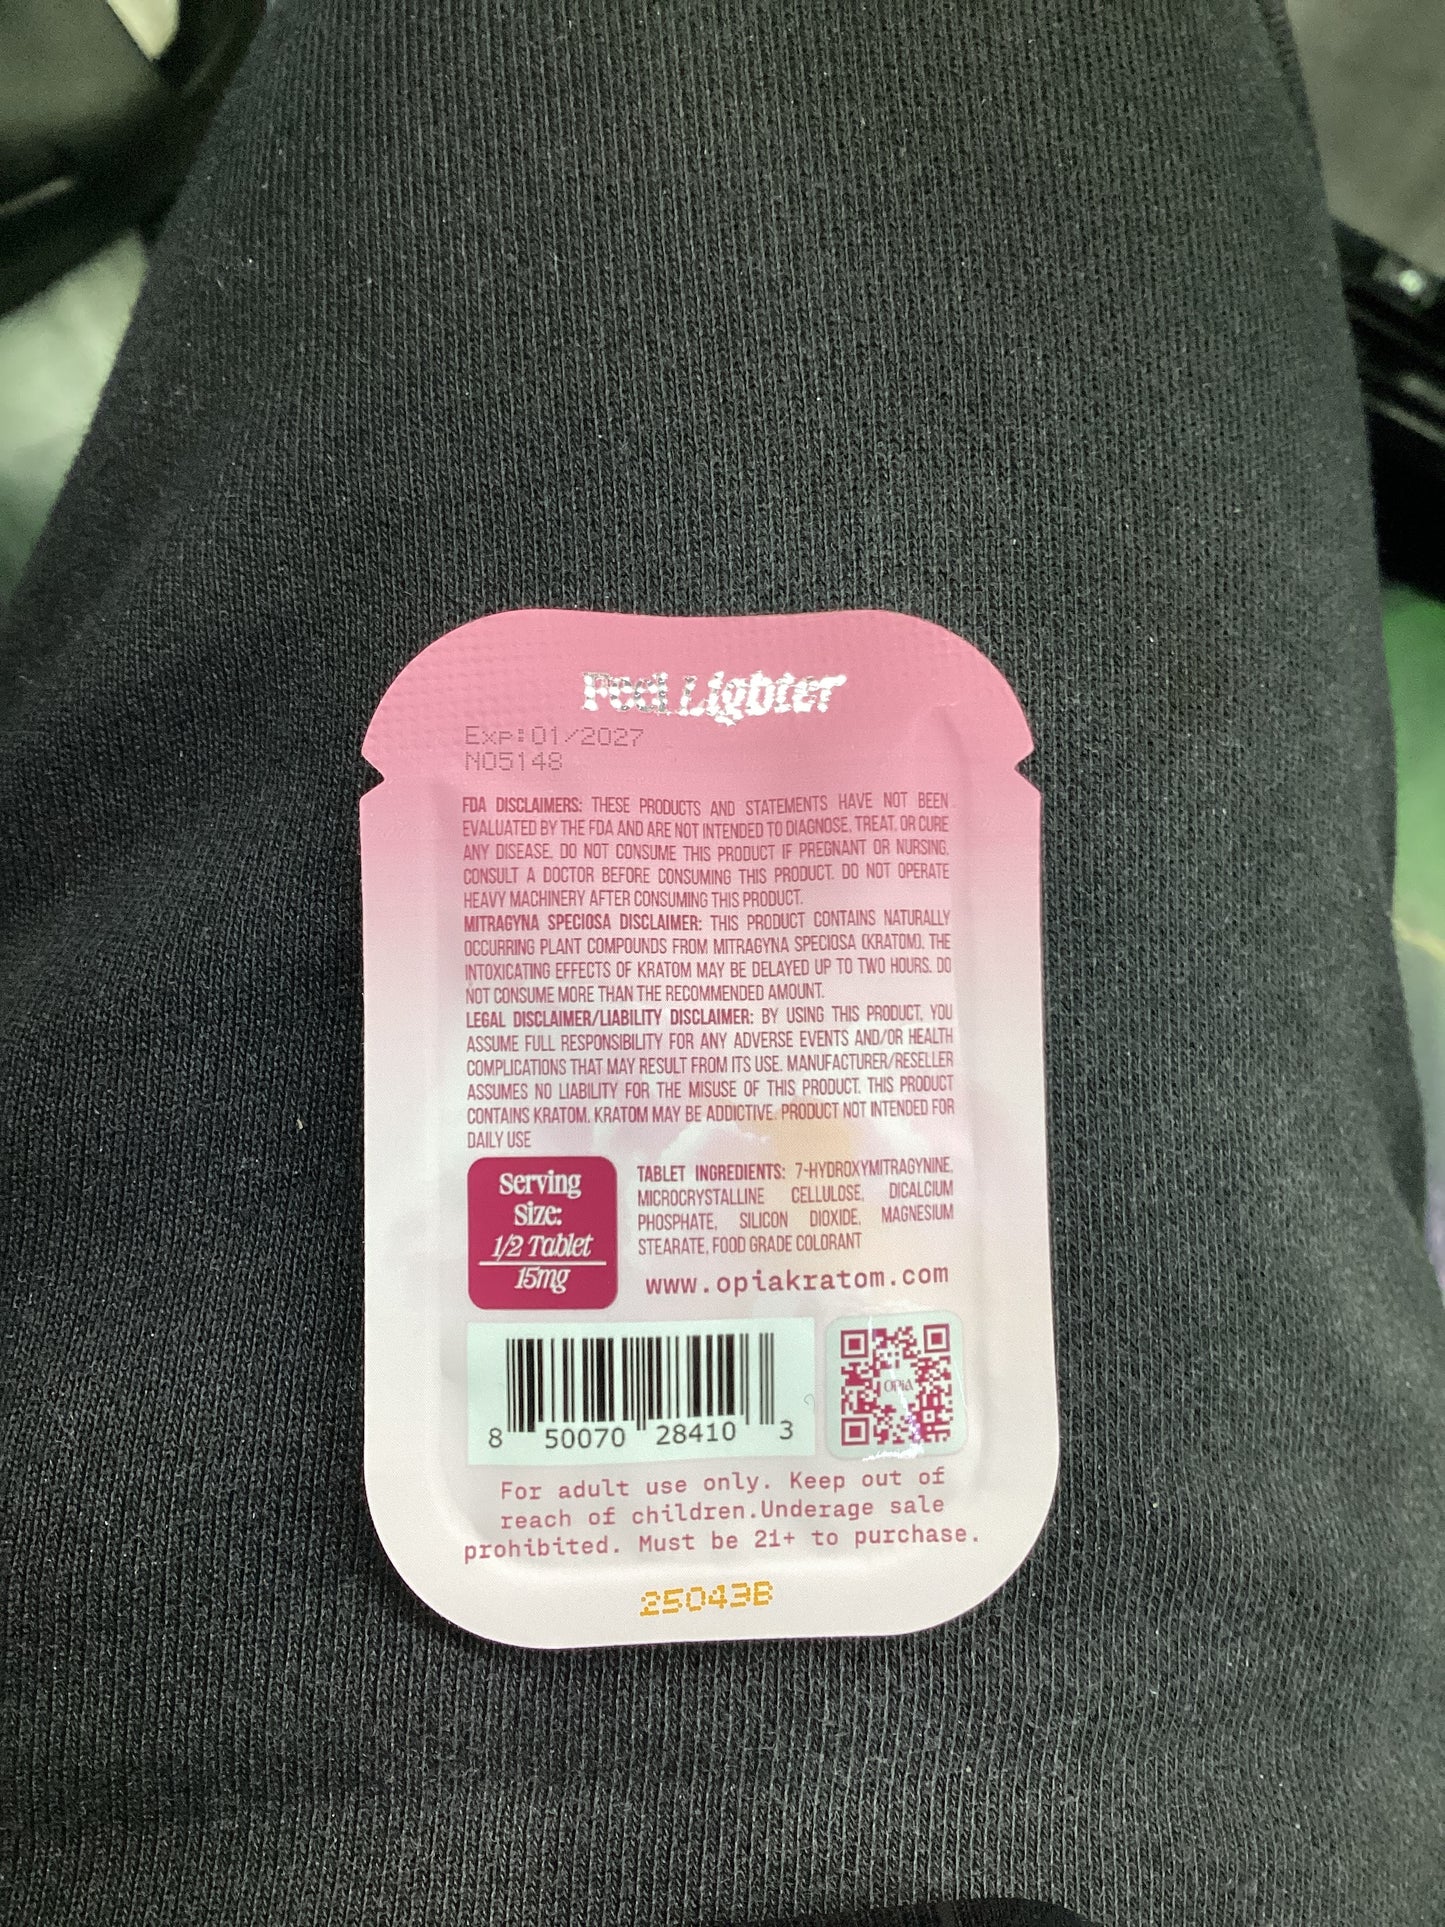 Feel Lighter
Exp:01/2027
N05148
FDA DISCLAIMERS: THESE PRODUCTS AND STATEMENTS HAVE NOT BEEN
EVALUATED BY THE FDA AND ARE NOT INTENDED TO DIAGNOSE, TREAT, OR CURE
ANY DISEASE. DO NOT CONSUME THIS PRODUCT IF PREGNANT OR NURSING.
CONSULT A DOCTOR BEFORE CONSUMING THIS PRODUCT. DO NOT OPERATE
HEAVY MACHINERY AFTER CONSUMING THIS PRODUCT.
MITRAGYNA SPECIOSA DISCLAIMER: THIS PRODUCT CONTAINS NATURALLY
OCCURRING PLANT COMPOUNDS FROM MITRAGYNA SPECIOSA (KRATOM). THE
INTOXICATING EFFECTS OF KRATOM MAY BE DELAYED UP TO TWO HOURS. DO
NOT CONSUME MORE THAN THE RECOMMENDED AMOUNT.
LEGAL DISCLAIMER/LIABILITY DISCLAIMER: BY USING THIS PRODUCT, YOU
ASSUME FULL RESPONSIBILITY FOR ANY ADVERSE EVENTS AND/OR HEALTH
COMPLICATIONS THAT MAY RESULT FROM ITS USE. MANUFACTURER/RESELLER
ASSUMES NO LIABILITY FOR THE MISUSE OF THIS PRODUCT. THIS PRODUCT
CONTAINS KRATOM. KRATOM MAY BE ADDICTIVE. PRODUCT NOT INTENDED FOR
DAILY USE
Serving
Size:
1/2 Tablet
15mg
TABLET INGREDIENTS: 7-HYDROXYMITRAGYNINE,
MICROCRYSTALLINE CELLULOSE, DICALCIUM
PHOSPHATE, SILICON DIOXIDE, MAGNESIUM
STEARATE, FOOD GRADE COLORANT
www.opiakratom.com
OPiA
8 50070 28410 3
For adult use only. Keep out of
reach of children.Underage sale
prohibited. Must be 21+ to purchase.
25043B